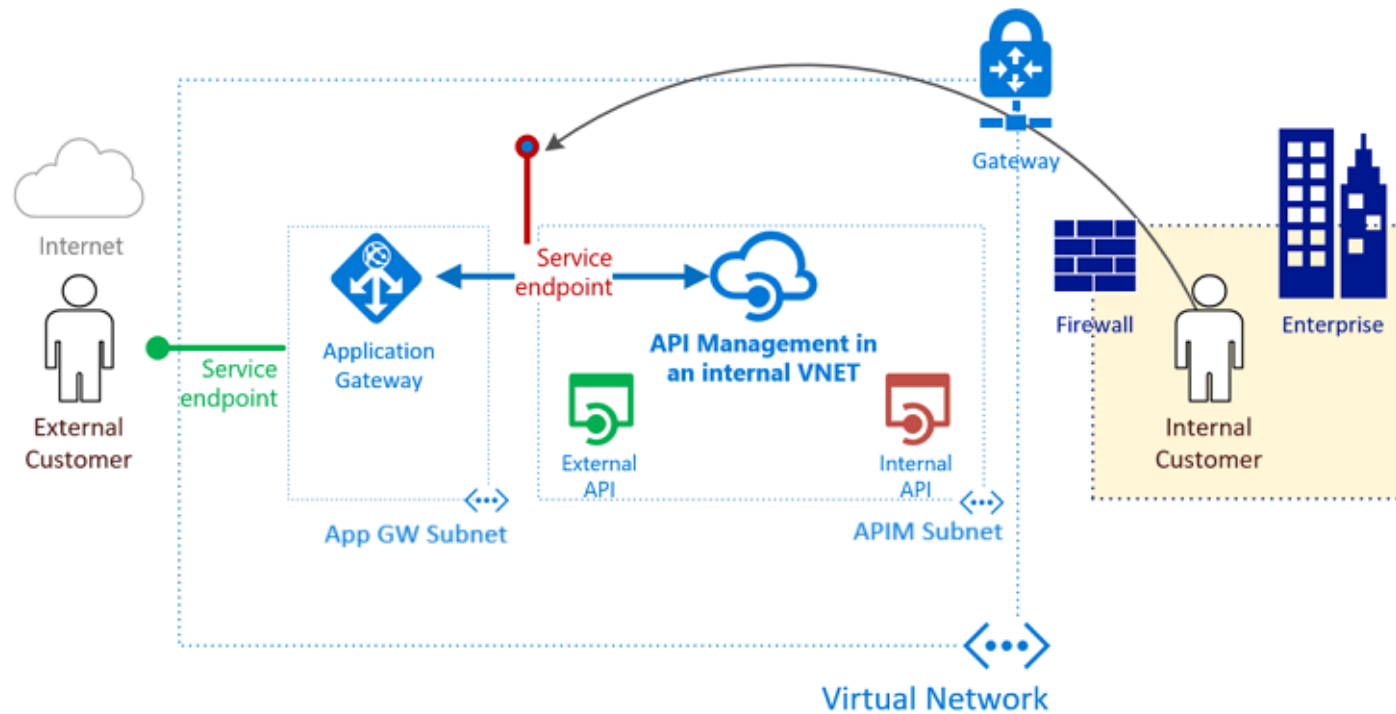 Gateway
Internet
Service
endpoint
Firewall
Enterprise
Application
Gateway
API Management in
an internal VNET
Service
endpoint
External
Customer
External
API
Internal
API
Internal
Customer
App GW Subnet
APIM Subnet
Virtual Network